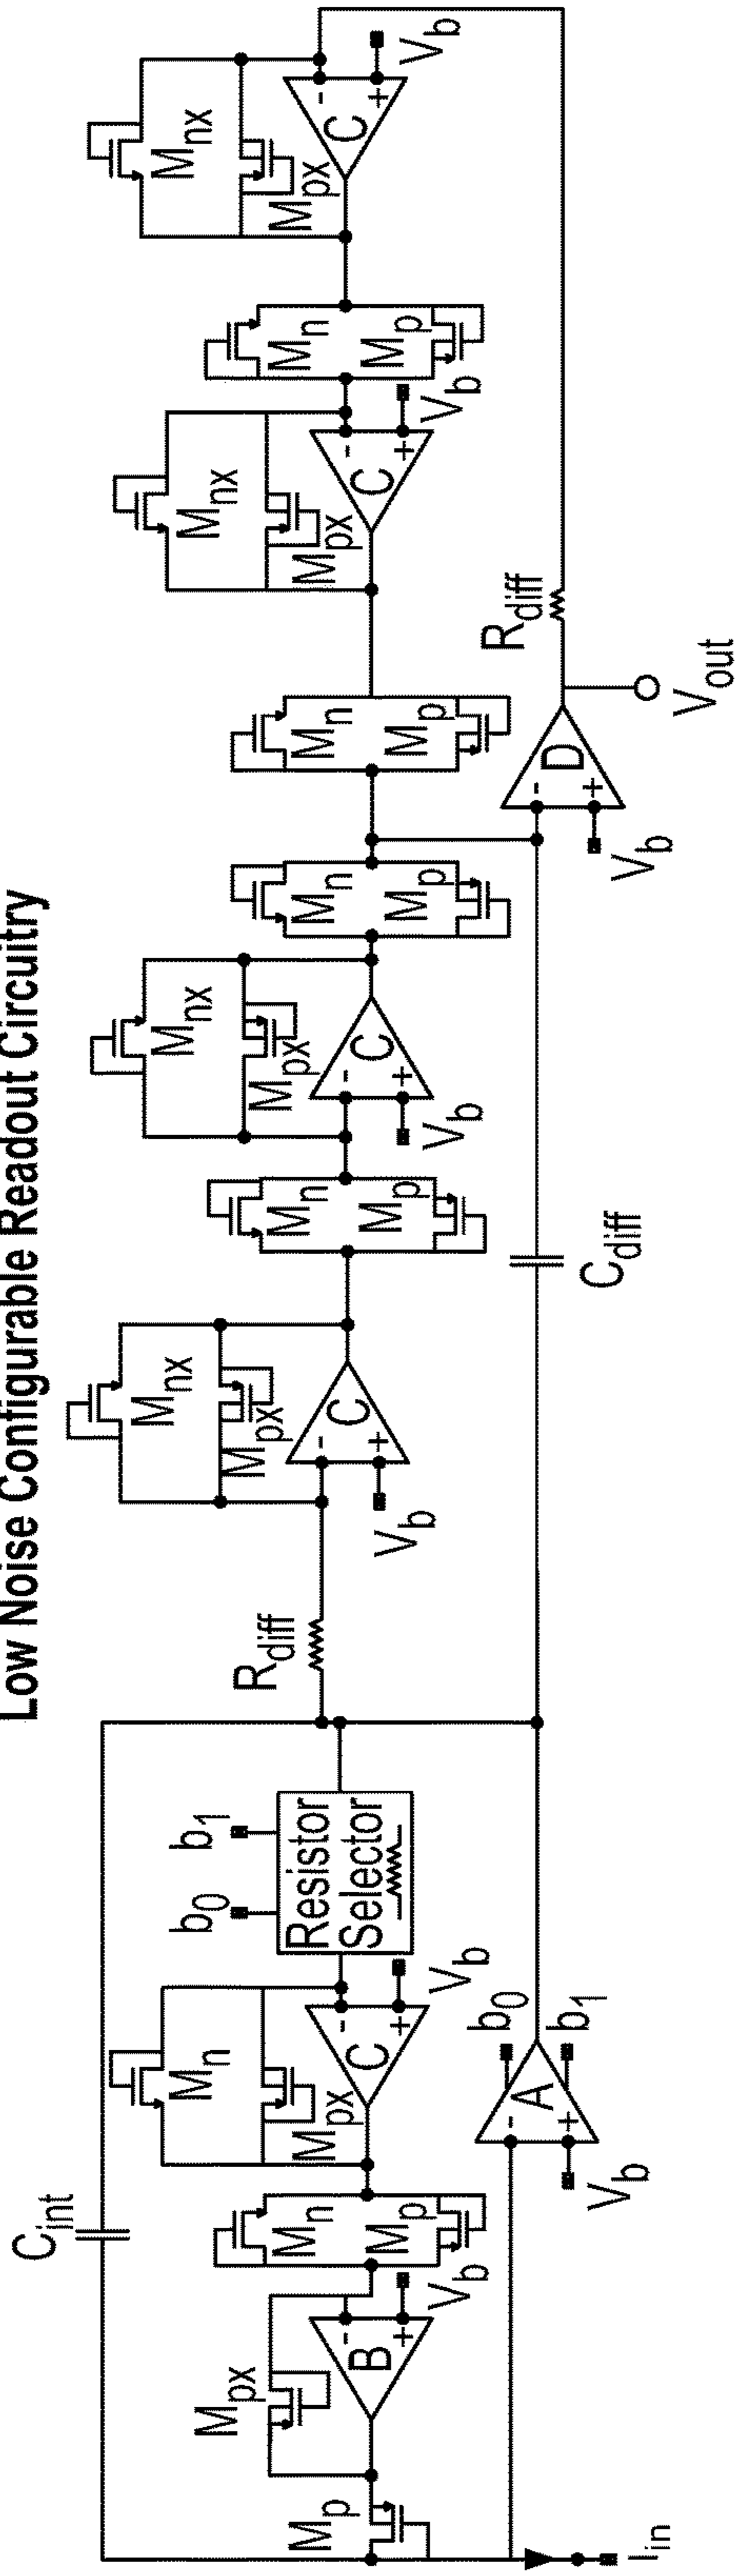 Low Noise Configurable Readout Circuitry
C_int
M_px
M_p
B
-
+
V_b
M_n
M_p
M_n
M_px
C
-
+
V_b
b_0
b_1
Resistor
Selector
A
-
+
V_b
b_0
b_1
I_in
R_diff
M_nx
M_px
C
-
+
V_b
M_n
M_p
M_nx
M_px
C
-
+
V_b
M_n
M_p
C_diff
M_n
M_p
D
-
+
V_b
V_out
R_diff
M_nx
M_px
C
-
+
V_b
M_n
M_p
M_nx
M_px
C
-
+
V_b